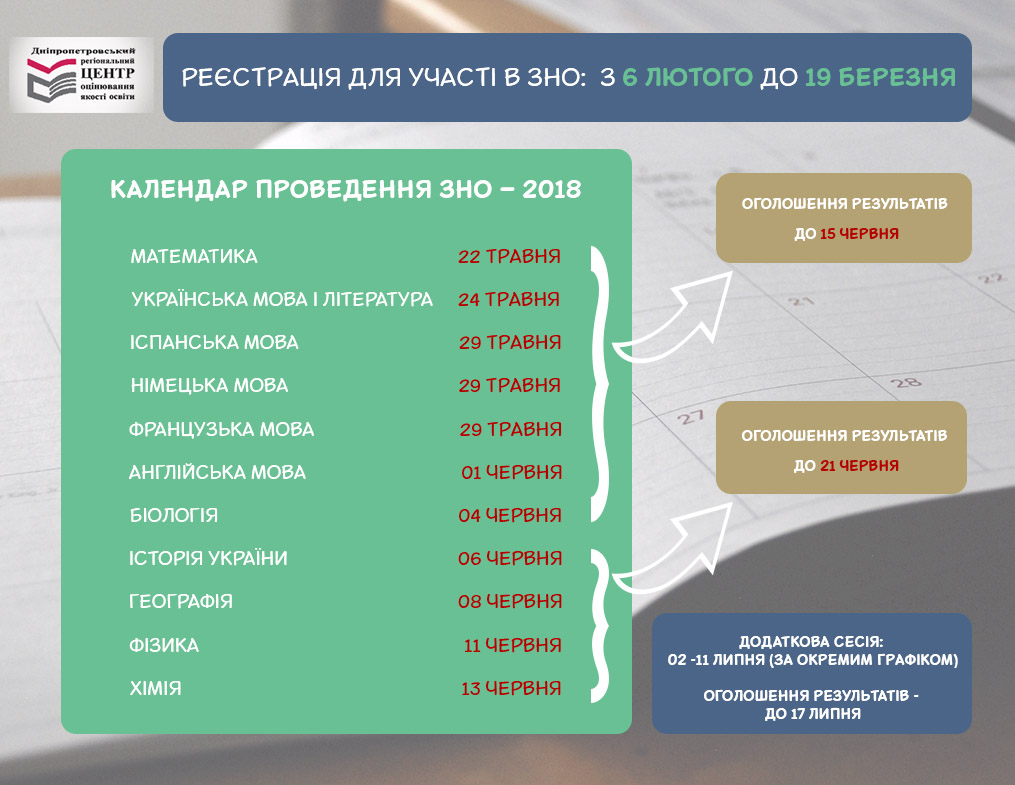 Дніпропетровський
регіональний
ЦЕНТР
оцінювання
якості освіти
РЕЄСТРАЦІЯ ДЛЯ УЧАСТІ В ЗНО: З 6 ЛЮТОГО ДО 19 БЕРЕЗНЯ
КАЛЕНДАР ПРОВЕДЕННЯ ЗНО – 2018
МАТЕМАТИКА 22 ТРАВНЯ
УКРАЇНСЬКА МОВА І ЛІТЕРАТУРА 24 ТРАВНЯ
ІСПАНСЬКА МОВА 29 ТРАВНЯ
НІМЕЦЬКА МОВА 29 ТРАВНЯ
ФРАНЦУЗЬКА МОВА 29 ТРАВНЯ
АНГЛІЙСЬКА МОВА 01 ЧЕРВНЯ
БІОЛОГІЯ 04 ЧЕРВНЯ
ІСТОРІЯ УКРАЇНИ 06 ЧЕРВНЯ
ГЕОГРАФІЯ 08 ЧЕРВНЯ
ФІЗИКА 11 ЧЕРВНЯ
ХІМІЯ 13 ЧЕРВНЯ
ОГОЛОШЕННЯ РЕЗУЛЬТАТІВ
ДО 15 ЧЕРВНЯ
21
22
27
28
ОГОЛОШЕННЯ РЕЗУЛЬТАТІВ
ДО 21 ЧЕРВНЯ
ДОДАТКОВА СЕСІЯ:
02 -11 ЛИПНЯ (ЗА ОКРЕМИМ ГРАФІКОМ)
ОГОЛОШЕННЯ РЕЗУЛЬТАТІВ -
ДО 17 ЛИПНЯ